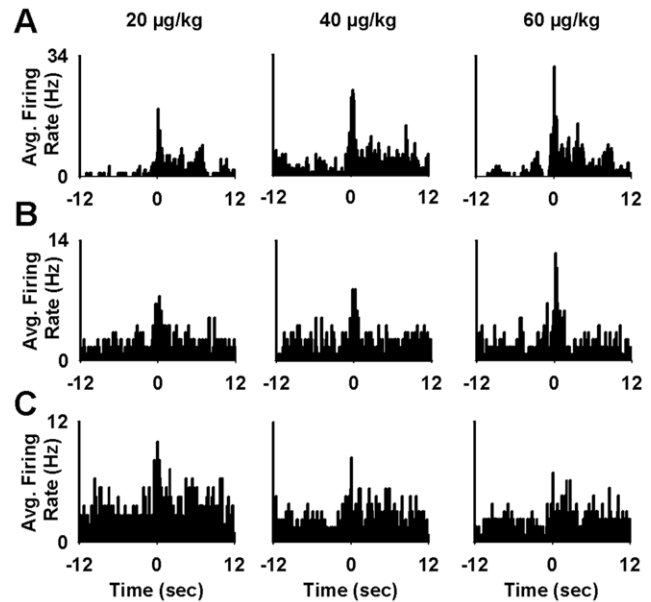 A 20 µg/kg 40 µg/kg 60 µg/kg
34
Avg. Firing
Rate (Hz)
0
-12 0 12 -12 0 12 -12 0 12
B
14
Avg. Firing
Rate (Hz)
0
-12 0 12 -12 0 12 -12 0 12
C
12
Avg. Firing
Rate (Hz)
0
-12 0 12 -12 0 12 -12 0 12
Time (sec) Time (sec) Time (sec)